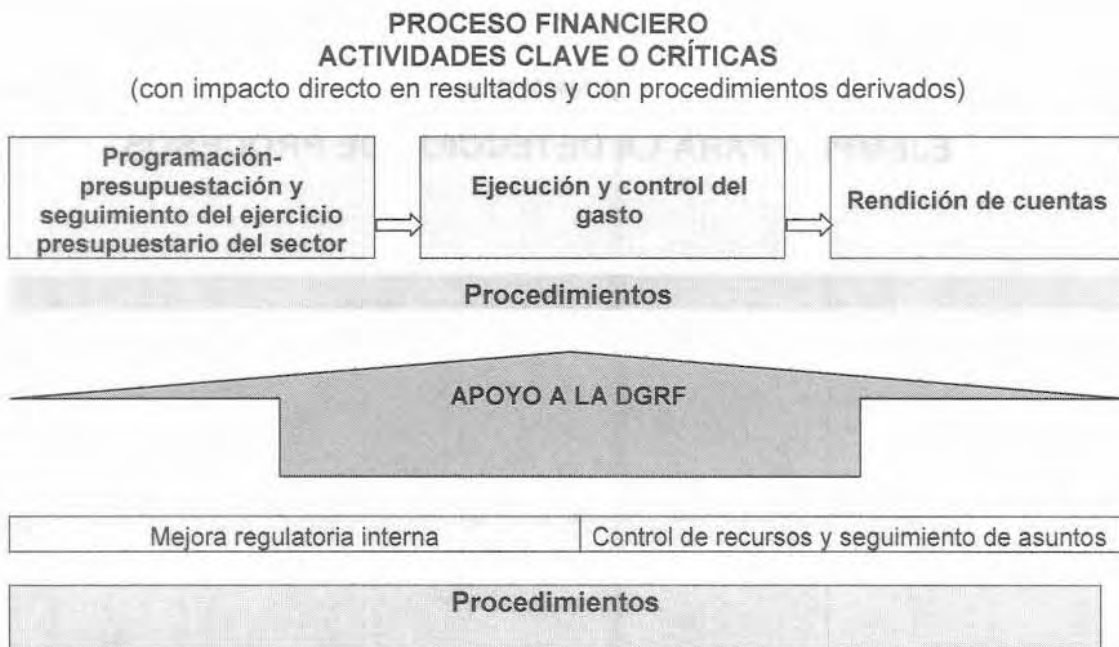 PROCESO FINANCIERO
ACTIVIDADES CLAVE O CRÍTICAS
(con impacto directo en resultados y con procedimientos derivados)
Programación-
presupuestación y
seguimiento del ejercicio
presupuestario del sector
Ejecución y control del
gasto
Rendición de cuentas
Procedimientos
APOYO A LA DGRF
Mejora regulatoria interna
Control de recursos y seguimiento de asuntos
Procedimientos